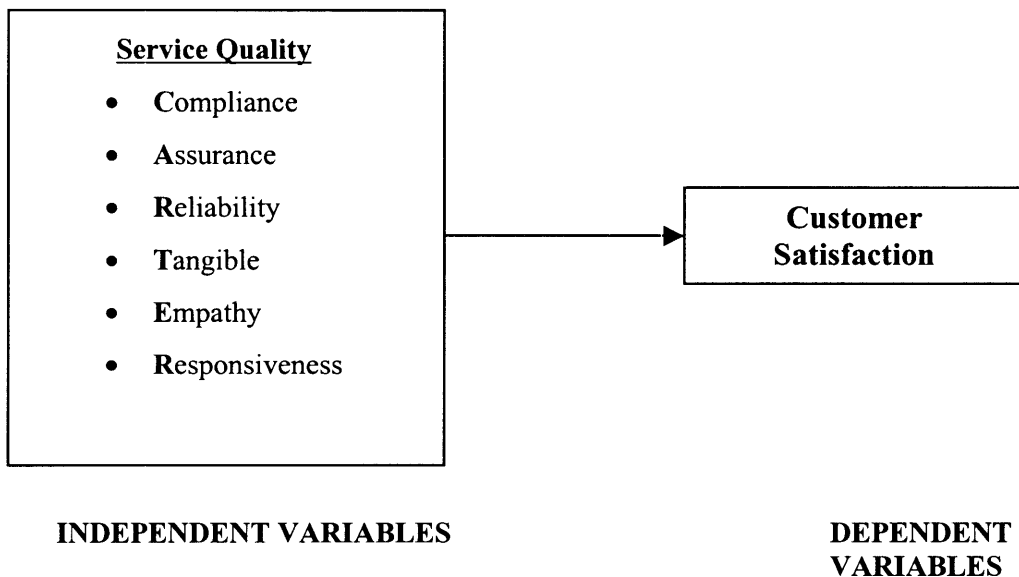 Service Quality
• Compliance
• Assurance
• Reliability
• Tangible
• Empathy
• Responsiveness
Customer
Satisfaction
INDEPENDENT VARIABLES
DEPENDENT
VARIABLES